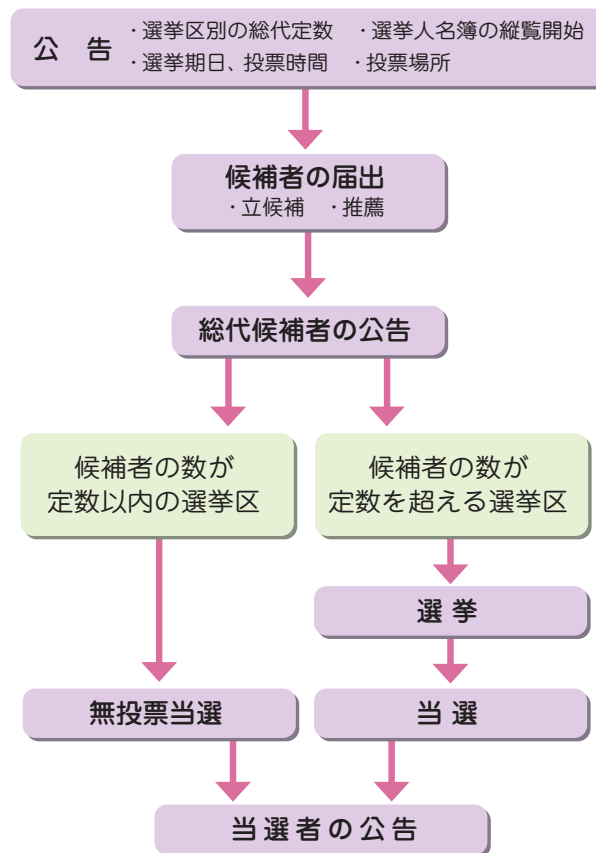 公 告
・選挙区別の総代定数 ・選挙人名簿の縦覧開始
・選挙期日、投票時間 ・投票場所
候補者の届出
・立候補 ・推薦
総代候補者の公告
候補者の数が
定数以内の選挙区
候補者の数が
定数を超える選挙区
選 挙
無投票当選
当 選
当選者の公告